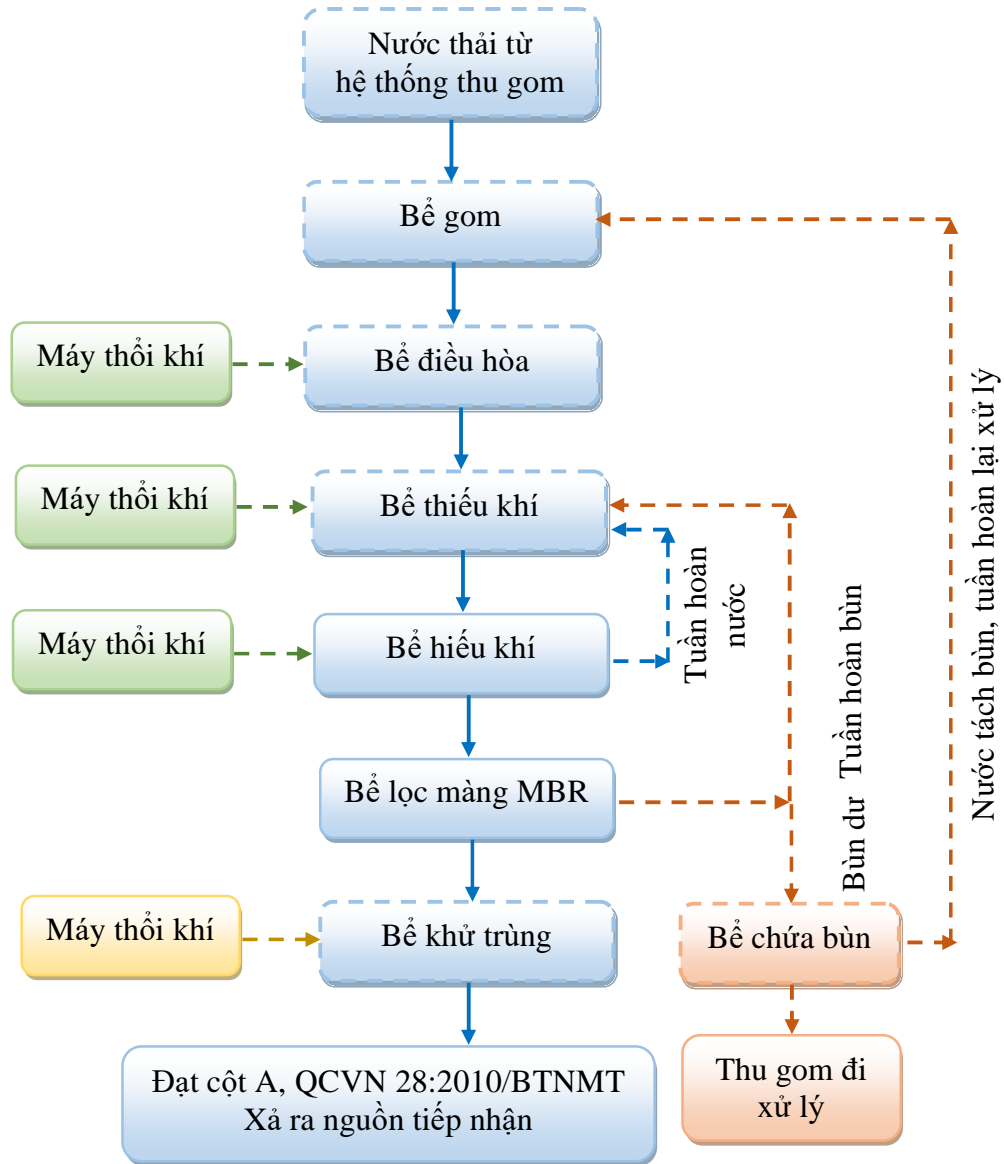 Nước thải từ
hệ thống thu gom
Bể gom
Máy thổi khí
Bể điều hòa
Máy thổi khí
Bể thiếu khí
Tuần hoàn
nước
Máy thổi khí
Bể hiếu khí
Bể lọc màng MBR
Bùn dư Tuần hoàn bùn
Nước tách bùn, tuần hoàn lại xử lý
Máy thổi khí
Bể khử trùng
Bể chứa bùn
Đạt cột A, QCVN 28:2010/BTNMT
Xả ra nguồn tiếp nhận
Thu gom đi
xử lý